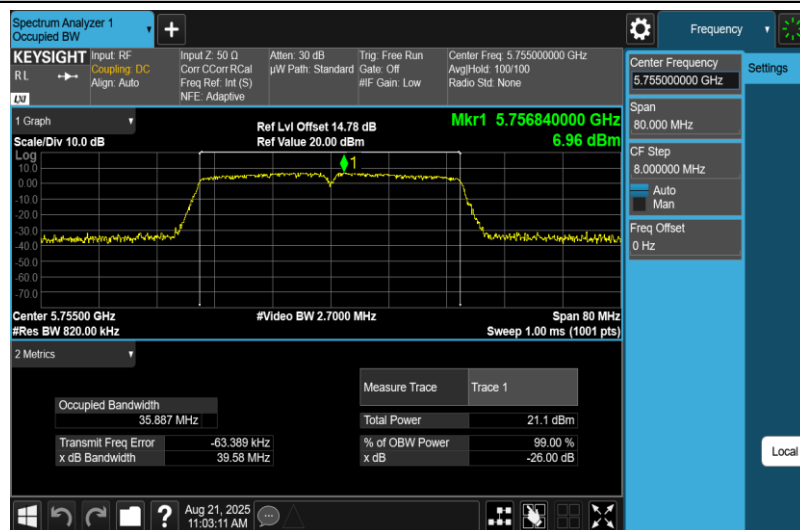 Spectrum Analyzer 1
Occupied BW
Frequency
KEYSIGHT
RL
LXI
Input: RF
Coupling: DC
Align: Auto
Input Z: 50 Ω
Corr CCorr RCal
Freq Ref: Int (S)
NFE: Adaptive
Atten: 30 dB
µW Path: Standard
Trig: Free Run
Gate: Off
#IF Gain: Low
Center Freq: 5.755000000 GHz
Avg|Hold: 100/100
Radio Std: None
1 Graph
Scale/Div 10.0 dB
Ref Lvl Offset 14.78 dB
Ref Value 20.00 dBm
Mkr1 5.756840000 GHz
6.96 dBm
Log
10.0
0.00
-10.0
-20.0
-30.0
-40.0
-50.0
-60.0
-70.0
1
Center 5.75500 GHz
#Res BW 820.00 kHz
#Video BW 2.7000 MHz
Span 80 MHz
Sweep 1.00 ms (1001 pts)
2 Metrics
Occupied Bandwidth
35.887 MHz
Transmit Freq Error -63.389 kHz
x dB Bandwidth 39.58 MHz
Measure Trace Trace 1
Total Power 21.1 dBm
% of OBW Power 99.00 %
x dB -26.00 dB
Center Frequency
5.755000000 GHz
Settings
Span
80.000 MHz
CF Step
8.000000 MHz
Auto
Man
Freq Offset
0 Hz
Local
Aug 21, 2025
11:03:11 AM